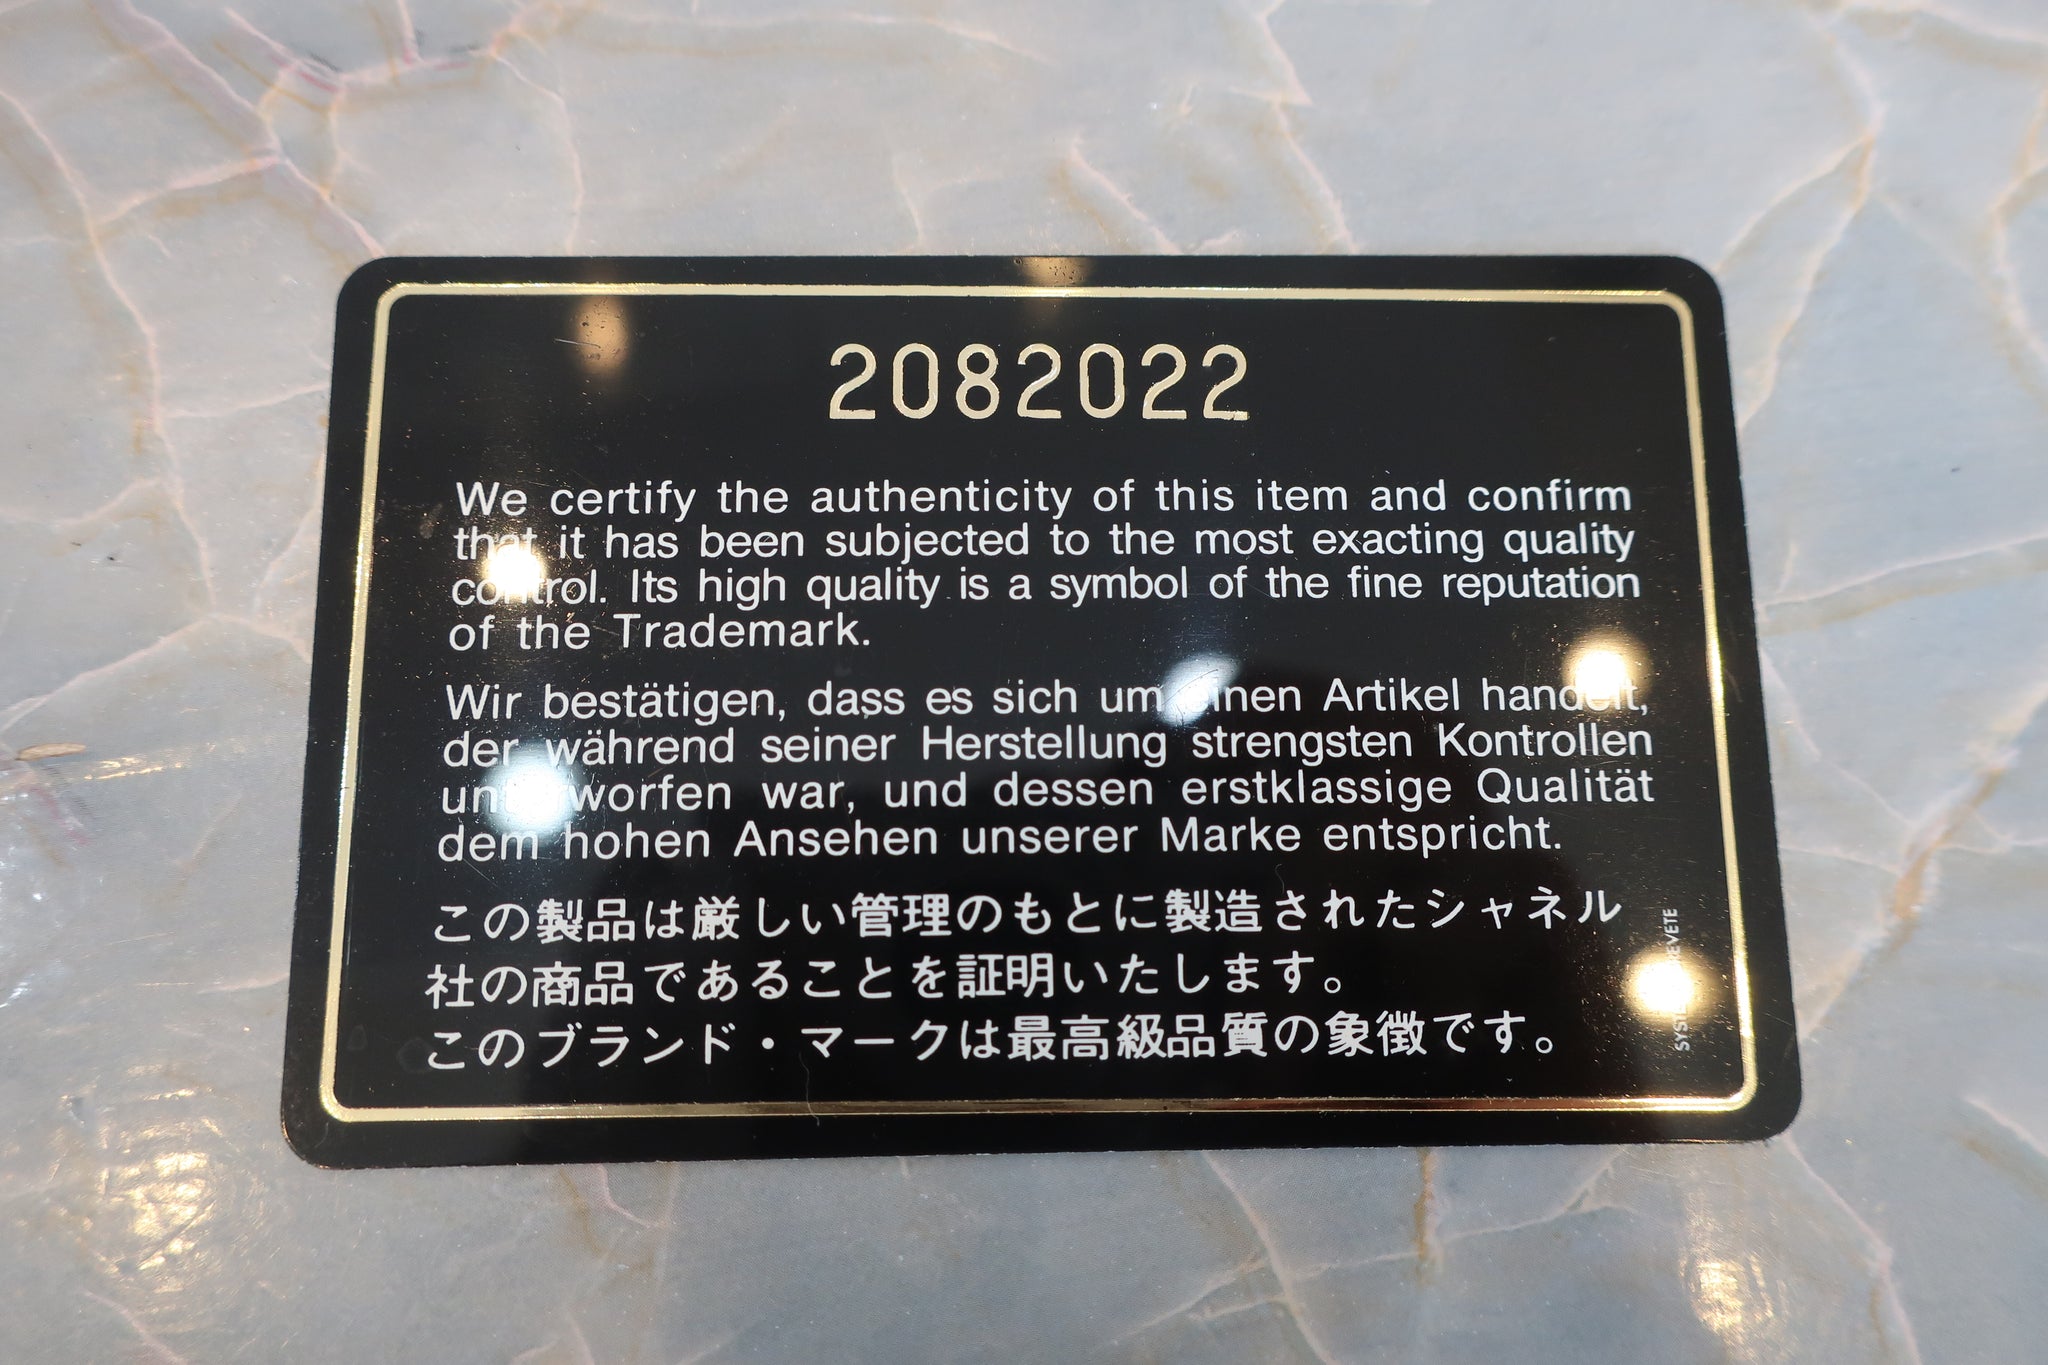 2082022
We certify the authenticity of this item and confirm
that it has been subjected to the most exacting quality
control. Its high quality is a symbol of the fine reputation
of the Trademark.
Wir bestätigen, dass es sich um einen Artikel handelt,
der während seiner Herstellung strengsten Kontrollen
unterworfen war, und dessen erstklassige Qualität
dem hohen Ansehen unserer Marke entspricht.
この製品は厳しい管理のもとに製造されたシャネル
社の商品であることを証明いたします。
このブランド・マークは最高級品質の象徴です。